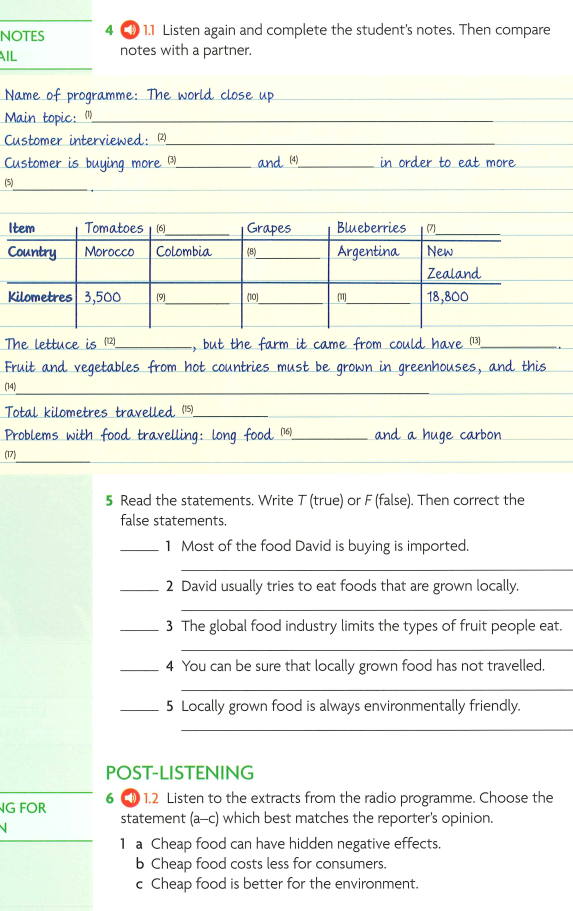 NOTES
AIL
4 1.1 Listen again and complete the student's notes. Then compare
notes with a partner.
Name of programme: The world close up
Main topic: (1)
Customer interviewed: (2)
Customer is buying more (3) and (4) in order to eat more
(5) .
Item Tomatoes (6) Grapes Blueberries (7)
Country Morocco Colombia (8) Argentina New
Zealand
Kilometres 3,500 (9) (10) (11) 18,800
The lettuce is (12) , but the farm it came from could have (13) .
Fruit and vegetables from hot countries must be grown in greenhouses, and this
(14)
Total kilometres travelled (15)
Problems with food travelling: long food (16) and a huge carbon
(17)
5 Read the statements. Write T (true) or F (false). Then correct the
false statements.
1 Most of the food David is buying is imported.
2 David usually tries to eat foods that are grown locally.
3 The global food industry limits the types of fruit people eat.
4 You can be sure that locally grown food has not travelled.
5 Locally grown food is always environmentally friendly.
POST-LISTENING
NG FOR
N
6 1.2 Listen to the extracts from the radio programme. Choose the
statement (a–c) which best matches the reporter's opinion.
1 a Cheap food can have hidden negative effects.
b Cheap food costs less for consumers.
c Cheap food is better for the environment.